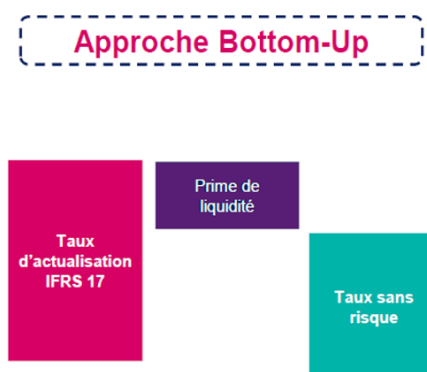 Approche Bottom-Up
Taux
d'actualisation
IFRS 17
Prime de
liquidité
Taux sans
risque